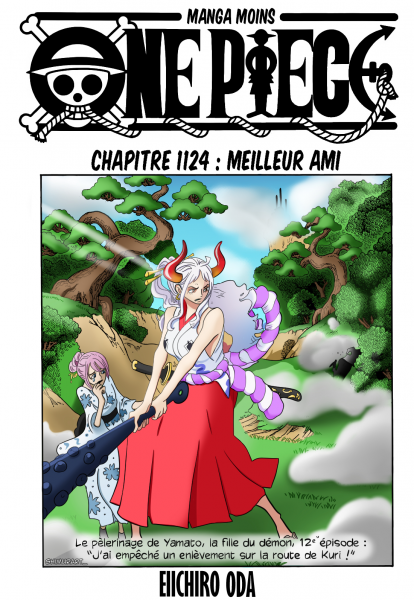 MANGA MOINS
ONE PIECE
CHAPITRE 1124 : MEILLEUR AMI
Le pèlerinage de Yamato, la fille du démon, 12e épisode :
"J'ai empêché un enlèvement sur la route de Kuri !"
EIICHIRO ODA